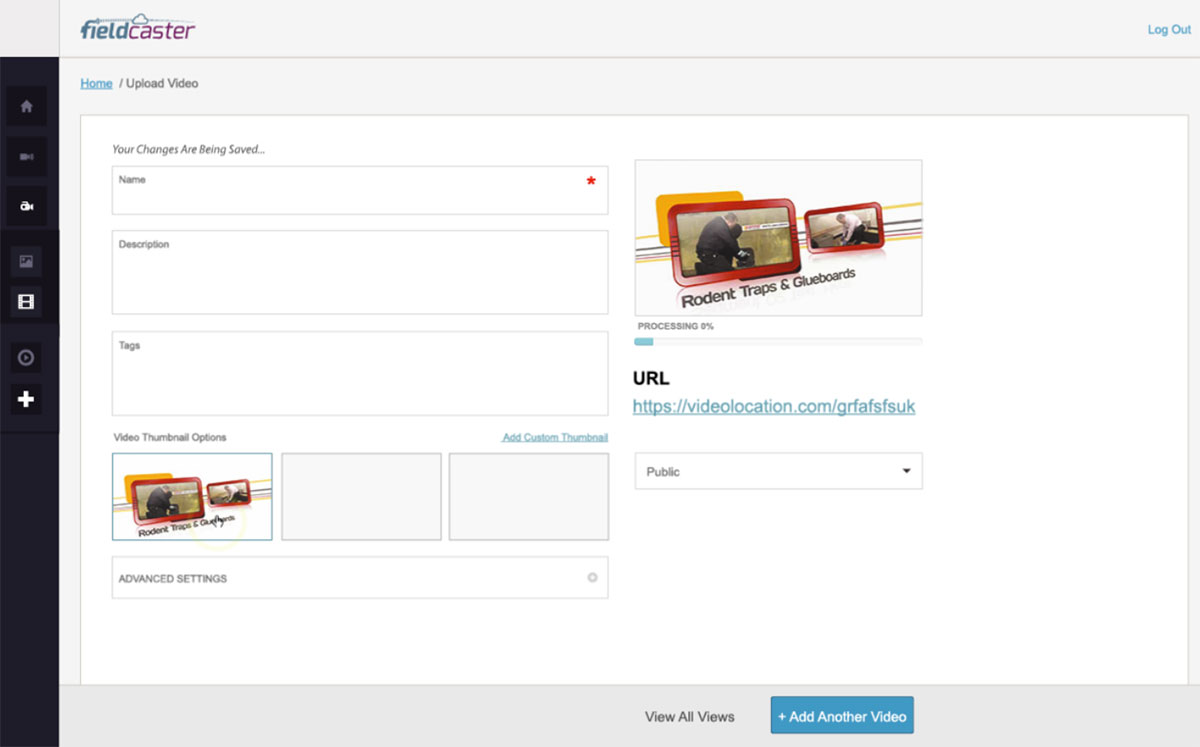 fieldcaster
Log Out
Home / Upload Video
Your Changes Are Being Saved...
Name *
Description
Tags
Video Thumbnail Options
Add Custom Thumbnail
Rodent Traps & Glueboards
ADVANCED SETTINGS
Rodent Traps & Glueboards
PROCESSING 0%
URL
https://videolocation.com/grfafsfsuk
Public
View All Views
+ Add Another Video